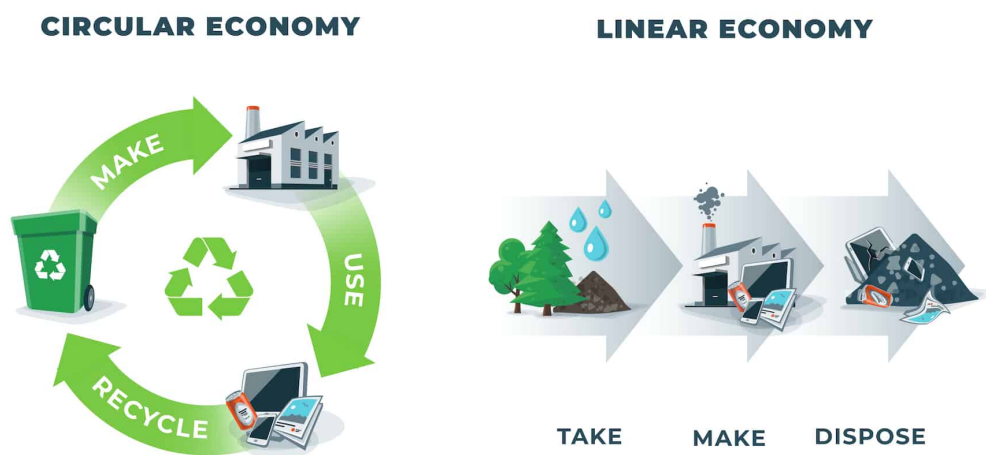 CIRCULAR ECONOMY
MAKE
USE
RECYCLE
LINEAR ECONOMY
TAKE
MAKE
DISPOSE